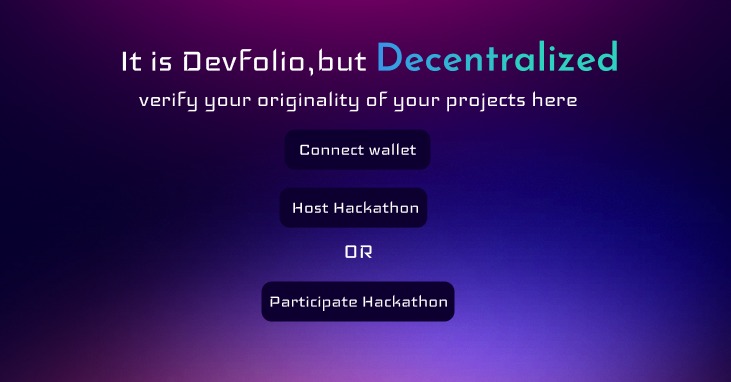 It is Devfolio,but Decentralized
verify your originality of your projects here
Connect wallet
Host Hackathon
OR
Participate Hackathon